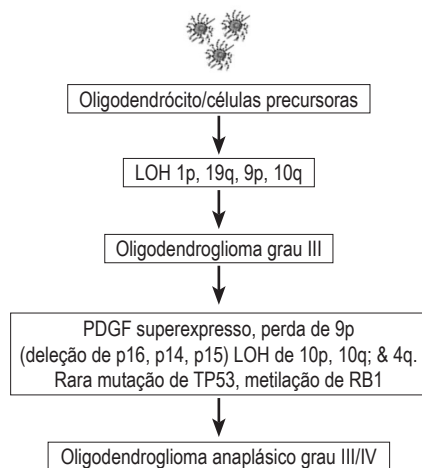 Oligodendrócito/células precursoras
LOH 1p, 19q, 9p, 10q
Oligodendroglioma grau III
PDGF superexpresso, perda de 9p
(deleção de p16, p14, p15) LOH de 10p, 10q; & 4q.
Rara mutação de TP53, metilação de RB1
Oligodendroglioma anaplásico grau III/IV